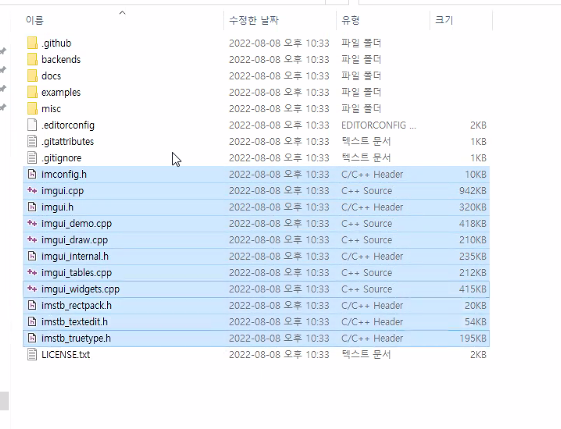 이름 수정한 날짜 유형 크기
.github 2022-08-08 오후 10:33 파일 폴더
backends 2022-08-08 오후 10:33 파일 폴더
docs 2022-08-08 오후 10:33 파일 폴더
examples 2022-08-08 오후 10:33 파일 폴더
misc 2022-08-08 오후 10:33 파일 폴더
.editorconfig 2022-08-08 오후 10:33 EDITORCONFIG ... 2KB
.gitattributes 2022-08-08 오후 10:33 텍스트 문서 1KB
.gitignore 2022-08-08 오후 10:33 텍스트 문서 1KB
imconfig.h 2022-08-08 오후 10:33 C/C++ Header 10KB
imgui.cpp 2022-08-08 오후 10:33 C++ Source 942KB
imgui.h 2022-08-08 오후 10:33 C/C++ Header 320KB
imgui_demo.cpp 2022-08-08 오후 10:33 C++ Source 418KB
imgui_draw.cpp 2022-08-08 오후 10:33 C++ Source 210KB
imgui_internal.h 2022-08-08 오후 10:33 C/C++ Header 235KB
imgui_tables.cpp 2022-08-08 오후 10:33 C++ Source 212KB
imgui_widgets.cpp 2022-08-08 오후 10:33 C++ Source 415KB
imstb_rectpack.h 2022-08-08 오후 10:33 C/C++ Header 20KB
imstb_textedit.h 2022-08-08 오후 10:33 C/C++ Header 54KB
imstb_truetype.h 2022-08-08 오후 10:33 C/C++ Header 195KB
LICENSE.txt 2022-08-08 오후 10:33 텍스트 문서 2KB